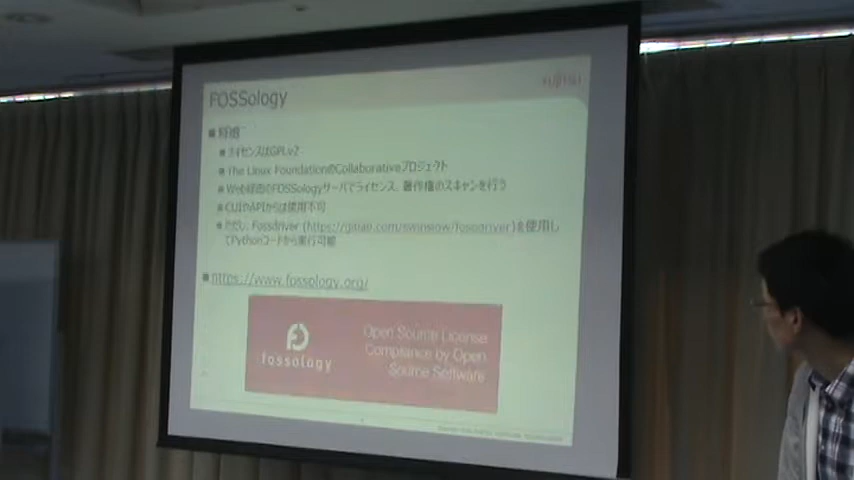 FUJITSU
FOSSology
■ 特徴
■ ライセンスはGPLv2
■ The Linux FoundationのCollaborativeプロジェクト
■ Web経由のFOSSologyサーバでライセンス、著作権のスキャンを行う
■ CUIやAPIからは使用不可
■ ただし、Fossdriver (https://gitlab.com/swinslow/fossdriver)を使用し
てPythonコードから実行可能
■ https://www.fossology.org/
fossology
Open Source License
Compliance by Open
Source Software